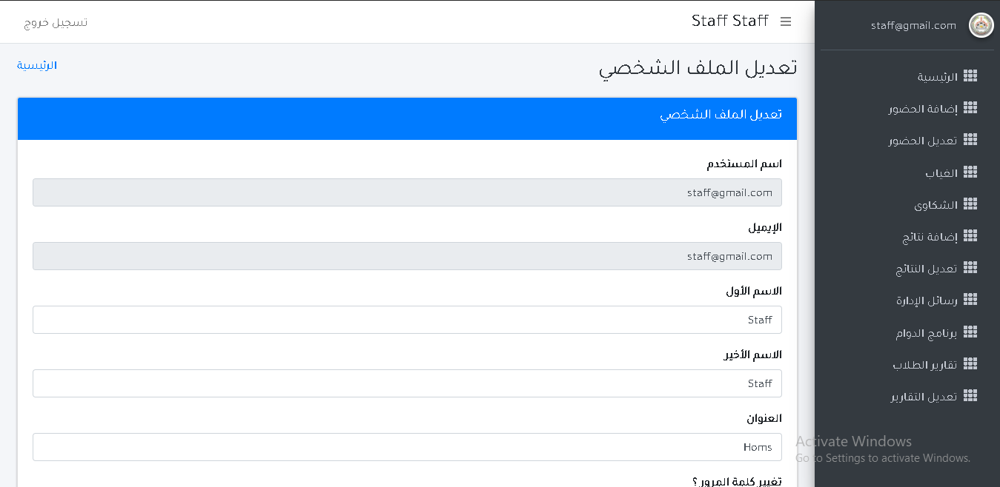 staff@gmail.com
الرئيسية
إضافة الحضور
تعديل الحضور
الغياب
الشكاوى
إضافة نتائج
تعديل النتائج
رسائل الإدارة
برنامج الدوام
تقارير الطلاب
تعديل التقارير
Staff Staff
تسجيل خروج
تعديل الملف الشخصي
الرئيسية
تعديل الملف الشخصي
اسم المستخدم
staff@gmail.com
الإيميل
staff@gmail.com
الاسم الأول
Staff
الاسم الأخير
Staff
العنوان
Homs
تغيير كلمة المرور ؟
Activate Windows
Go to Settings to activate Windows.